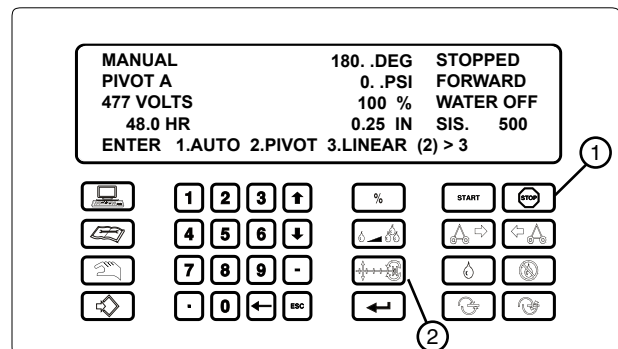 MANUAL 180. .DEG STOPPED
PIVOT A 0. .PSI FORWARD
477 VOLTS 100 % WATER OFF
48.0 HR 0.25 IN SIS. 500
ENTER 1.AUTO 2.PIVOT 3.LINEAR (2) > 3
1
1 2 3 % START STOP
4 5 6
7 8 9 -
. 0 ESC
2